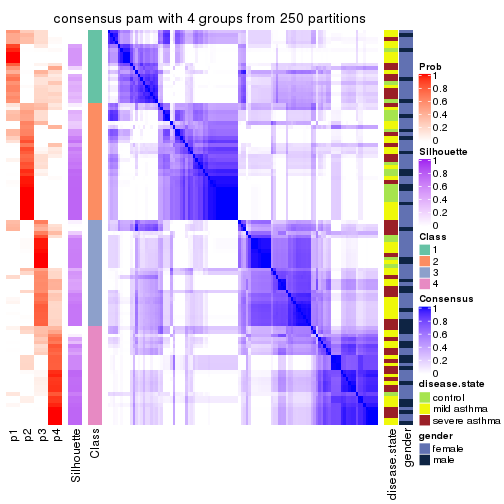 consensus pam with 4 groups from 250 partitions
Prob
1
0.8
0.6
0.4
0.2
0
Silhouette
1
0.8
0.6
0.4
0.2
0
Class
1
2
3
4
Consensus
1
0.8
0.6
0.4
0.2
0
disease.state
control
mild asthma
severe asthma
gender
female
male
p1
p2
p3
p4
Silhouette
Class
disease.state
gender